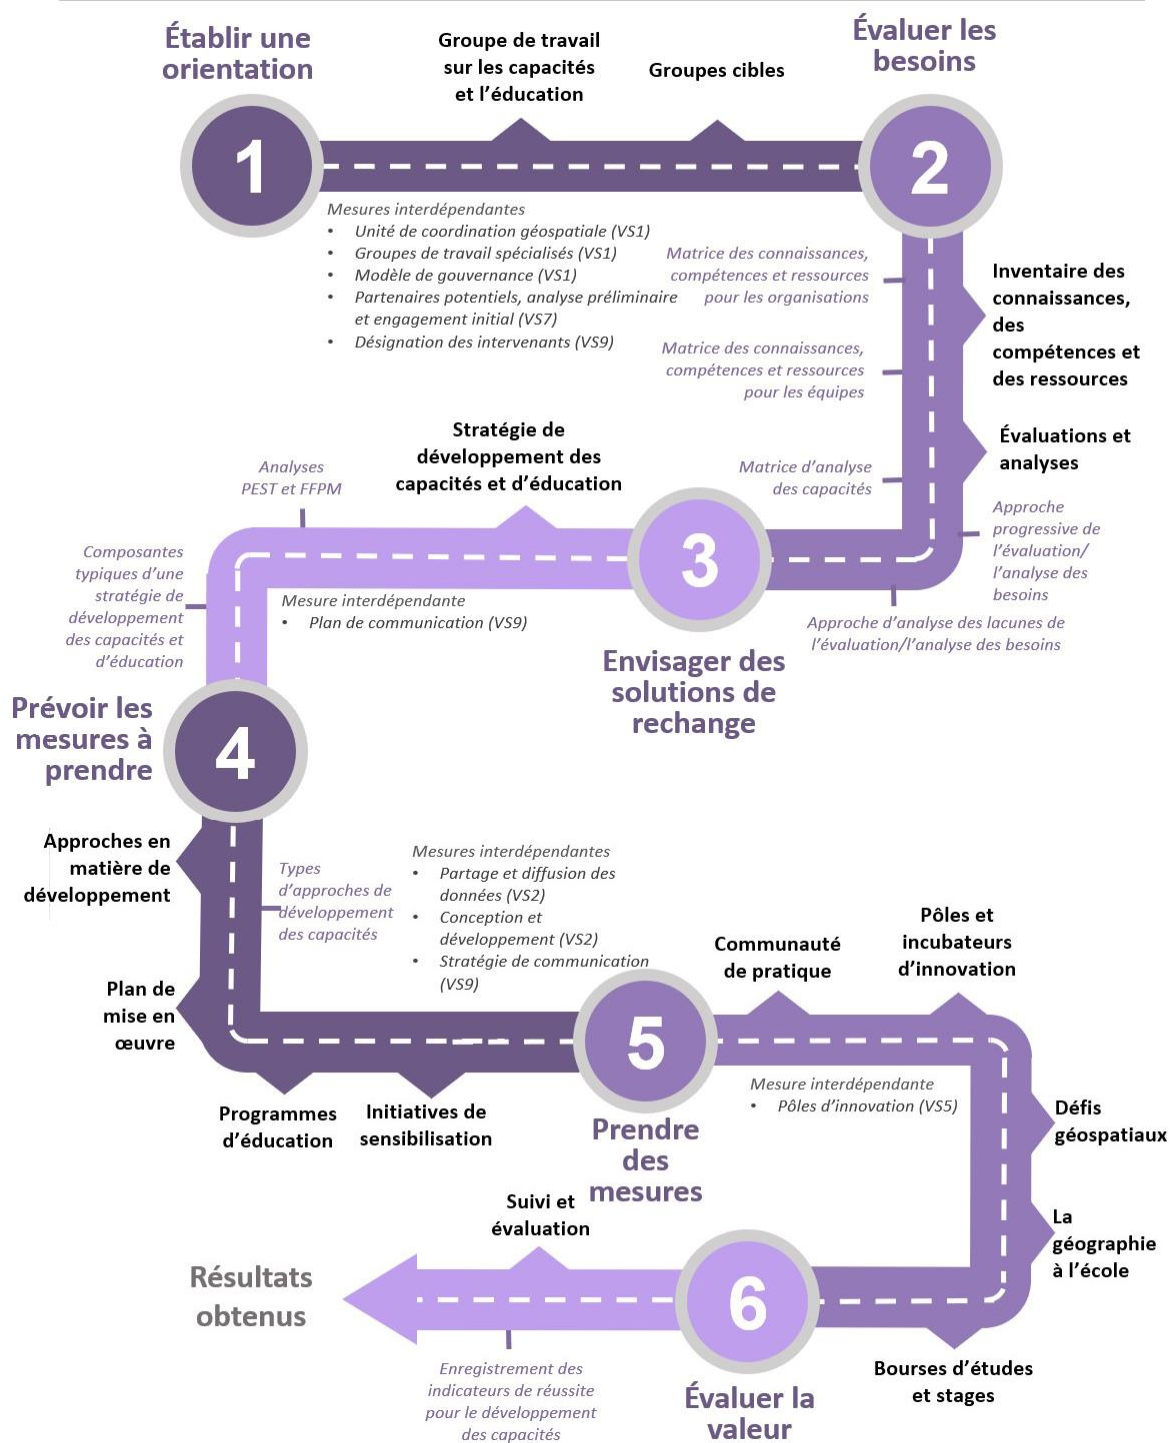 Établir une
orientation
1
Groupe de travail
sur les capacités
et l’éducation
Groupes cibles
Évaluer les
besoins
2
Mesures interdépendantes
• Unité de coordination géospatiale (VS1)
• Groupes de travail spécialisés (VS1)
• Modèle de gouvernance (VS1)
• Partenaires potentiels, analyse préliminaire
et engagement initial (VS7)
• Désignation des intervenants (VS9)
Matrice des connaissances,
compétences et ressources
pour les organisations
Matrice des connaissances,
compétences et ressources
pour les équipes
Matrice d’analyse
des capacités
Inventaire des
connaissances,
des
compétences et
des ressources
Évaluations et
analyses
Approche
progressive de
l’évaluation/
l’analyse des
besoins
Approche d’analyse des lacunes de
l’évaluation/l’analyse des besoins
3
Envisager des
solutions de
rechange
Stratégie de
développement des
capacités et d’éducation
Analyses
PEST et FFPM
Composantes
typiques d’une
stratégie de
développement
des capacités et
d’éducation
Mesure interdépendante
• Plan de communication (VS9)
Prévoir les
mesures à
prendre
4
Approches en
matière de
développement
Types
d’approches de
développement
des capacités
Mesures interdépendantes
• Partage et diffusion des
données (VS2)
• Conception et
développement (VS2)
• Stratégie de communication
(VS9)
Plan de
mise en
œuvre
Programmes
d’éducation
Initiatives de
sensibilisation
5
Prendre
des
mesures
Communauté
de pratique
Pôles et
incubateurs
d’innovation
Mesure interdépendante
• Pôles d’innovation (VS5)
Défis
géospatiaux
La
géographie
à l’école
Bourses d’études
et stages
6
Évaluer la
valeur
Suivi et
évaluation
Enregistrement des
indicateurs de réussite
pour le développement
des capacités
Résultats
obtenus